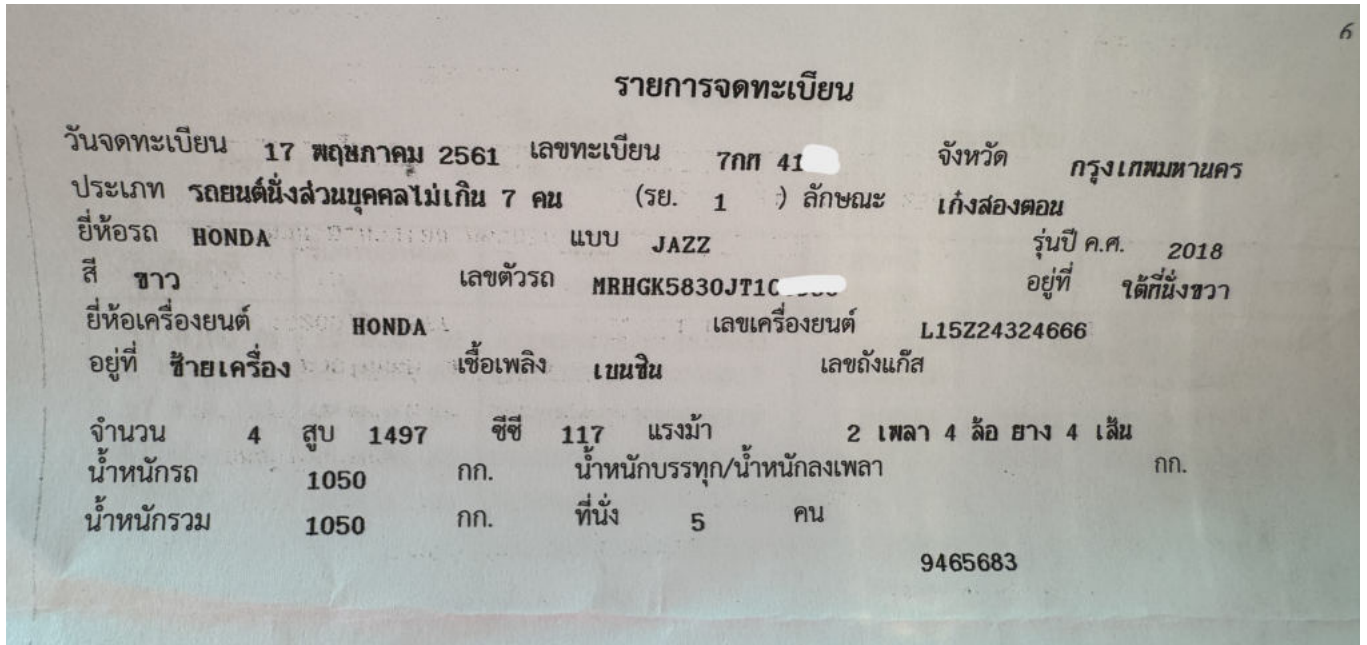 6
รายการจดทะเบียน
วันจดทะเบียน 17 พฤษภาคม 2561 เลขทะเบียน 7กศ 41 จังหวัด กรุงเทพมหานคร
ประเภท รถยนต์นั่งส่วนบุคคลไม่เกิน 7 คน (รย. 1 ) ลักษณะ เก๋งสองตอน
ยี่ห้อรถ HONDA แบบ JAZZ รุ่นปี ค.ศ. 2018
สี ขาว เลขตัวรถ MRHGK5830JT10 อยู่ที่ ใต้ที่นั่งขวา
ยี่ห้อเครื่องยนต์ HONDA เลขเครื่องยนต์ L15Z24324666
อยู่ที่ ซ้ายเครื่อง เชื้อเพลิง เบนซิน เลขถังแก๊ส
จำนวน 4 สูบ 1497 ซีซี 117 แรงม้า 2 เพลา 4 ล้อ ยาง 4 เส้น
น้ำหนักรถ 1050 กก. น้ำหนักบรรทุก/น้ำหนักลงเพลา กก.
น้ำหนักรวม 1050 กก. ที่นั่ง 5 คน
9465683